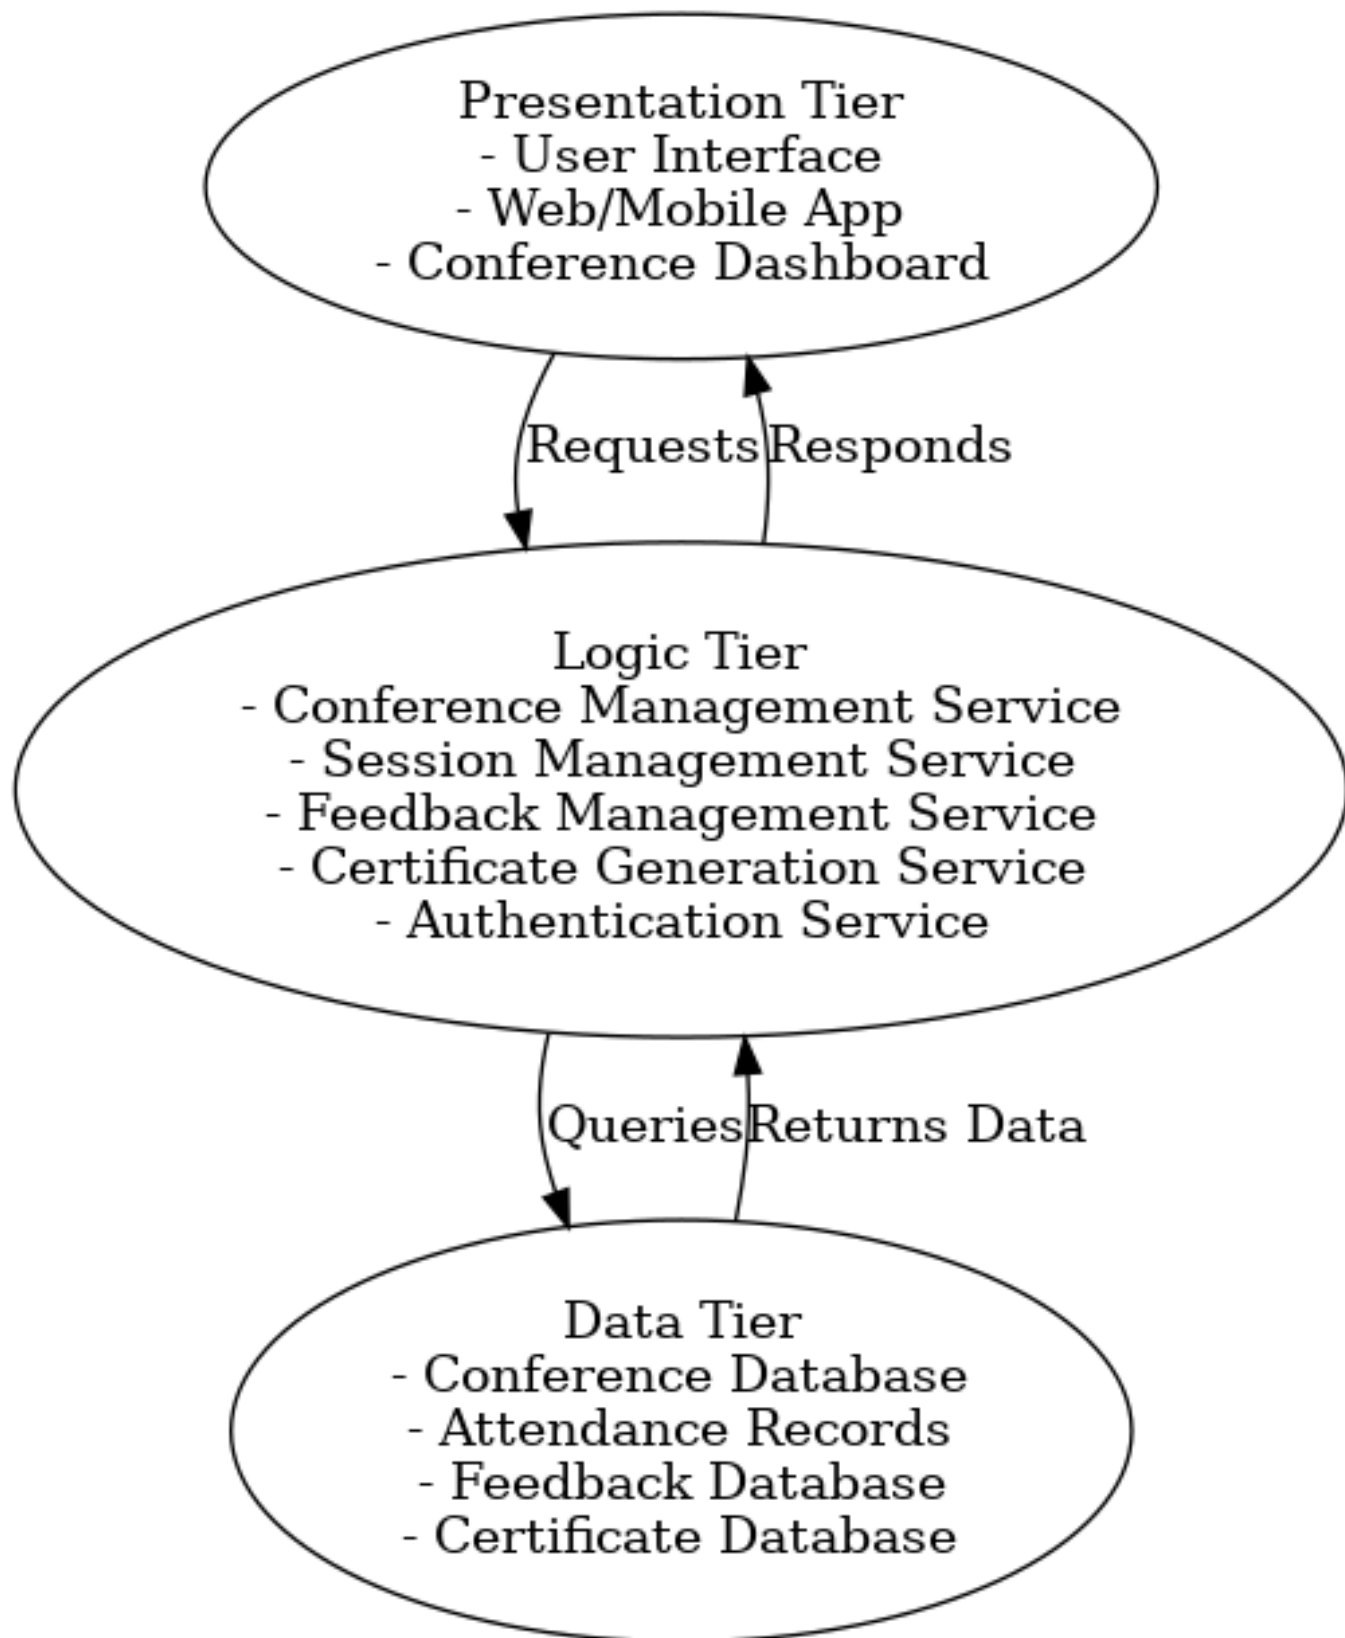 Presentation Tier
- User Interface
- Web/Mobile App
- Conference Dashboard
Requests
Responds
Logic Tier
- Conference Management Service
- Session Management Service
- Feedback Management Service
- Certificate Generation Service
- Authentication Service
Queries
Returns Data
Data Tier
- Conference Database
- Attendance Records
- Feedback Database
- Certificate Database